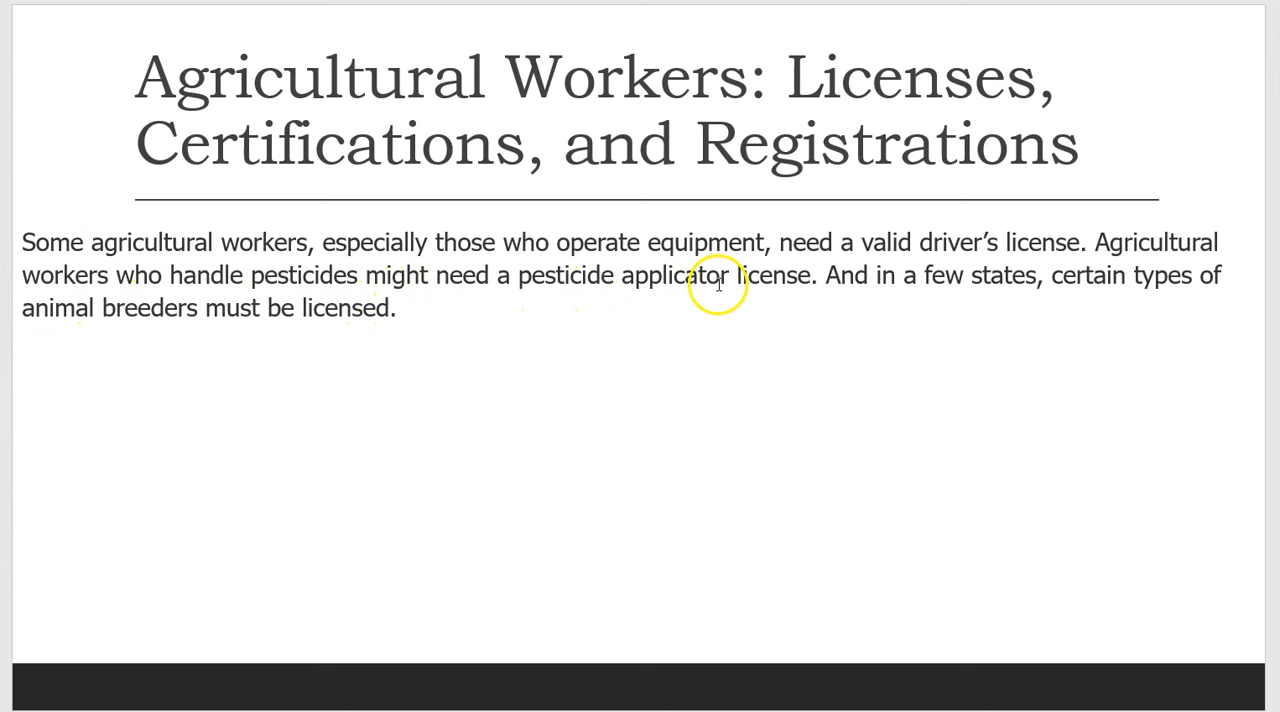 Agricultural Workers: Licenses,
Certifications, and Registrations
Some agricultural workers, especially those who operate equipment, need a valid driver’s license. Agricultural
workers who handle pesticides might need a pesticide applicator license. And in a few states, certain types of
animal breeders must be licensed.